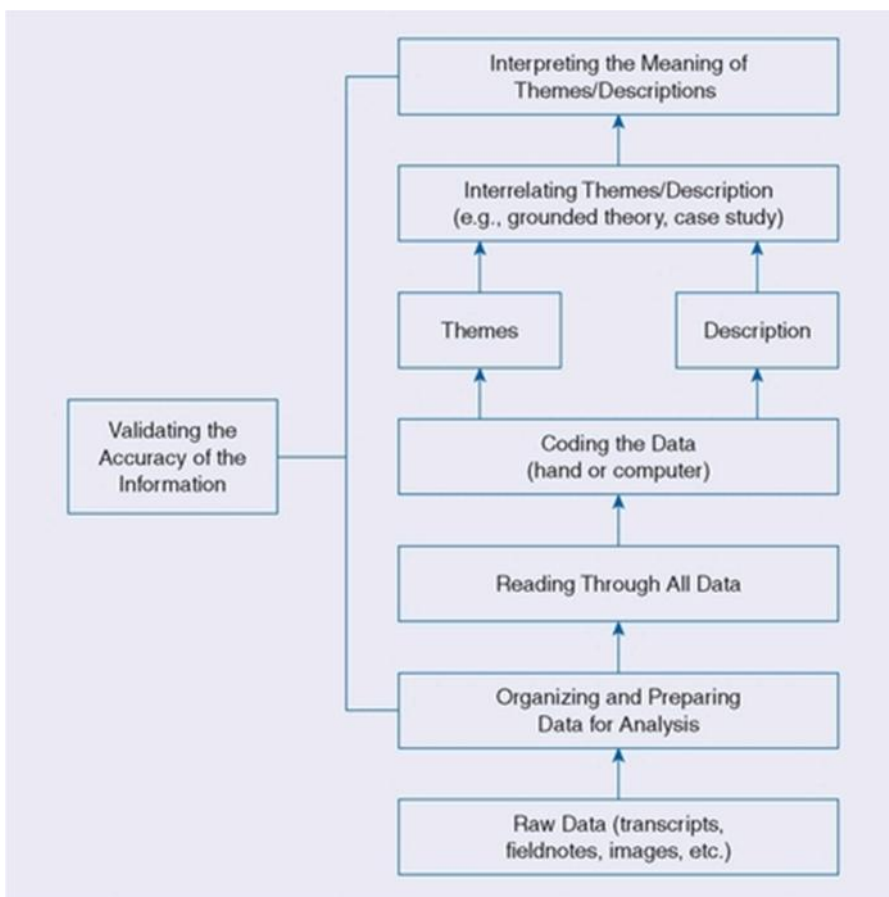 Interpreting the Meaning of
Themes/Descriptions
Interrelating Themes/Description
(e.g., grounded theory, case study)
Themes
Description
Validating the
Accuracy of the
Information
Coding the Data
(hand or computer)
Reading Through All Data
Organizing and Preparing
Data for Analysis
Raw Data (transcripts,
fieldnotes, images, etc.)